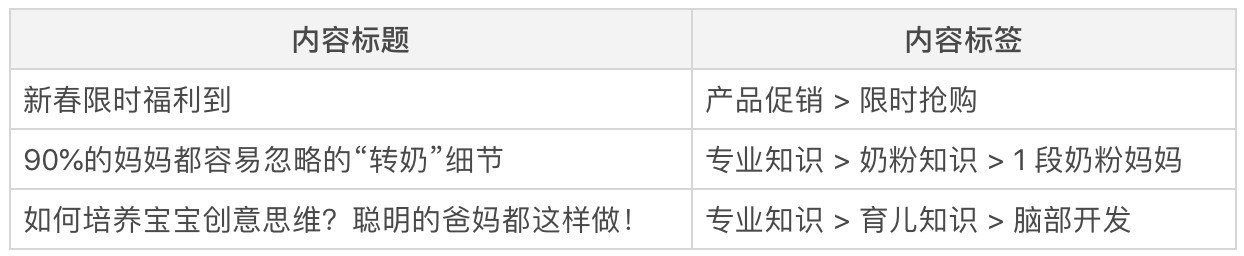 内容标题 内容标签
新春限时福利到 产品促销 > 限时抢购
90%的妈妈都容易忽略的“转奶”细节 专业知识 > 奶粉知识 > 1 段奶粉妈妈
如何培养宝宝创意思维？聪明的爸妈都这样做！ 专业知识 > 育儿知识 > 脑部开发